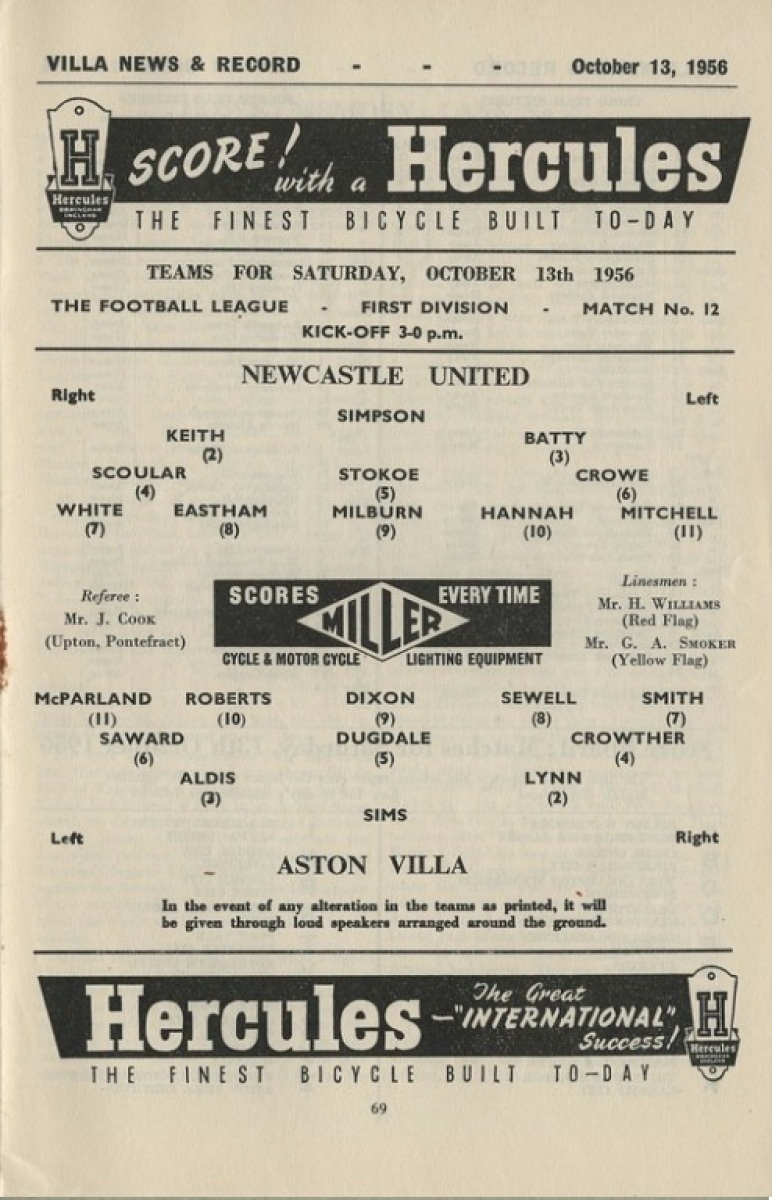 VILLA NEWS & RECORD - - - October 13, 1956
H
Hercules
BIRMINGHAM
ENGLAND
SCORE! with a Hercules
THE FINEST BICYCLE BUILT TO-DAY
TEAMS FOR SATURDAY, OCTOBER 13th 1956
THE FOOTBALL LEAGUE - FIRST DIVISION - MATCH No. 12
KICK-OFF 3-0 p.m.
NEWCASTLE UNITED
Right Left
SIMPSON
KEITH BATTY
(2) (3)
SCOULAR STOKOE CROWE
(4) (5) (6)
WHITE EASTHAM MILBURN HANNAH MITCHELL
(7) (8) (9) (10) (11)
Referee :
Mr. J. COOK
(Upton, Pontefract)
SCORES MILLER EVERY TIME
CYCLE & MOTOR CYCLE LIGHTING EQUIPMENT
Linesmen :
Mr. H. WILLIAMS
(Red Flag)
Mr. G. A. SMOKER
(Yellow Flag)
McPARLAND ROBERTS DIXON SEWELL SMITH
(11) (10) (9) (8) (7)
SAWARD DUGDALE CROWTHER
(6) (5) (4)
ALDIS LYNN
(3) (2)
SIMS
Left Right
ASTON VILLA
In the event of any alteration in the teams as printed, it will
be given through loud speakers arranged around the ground.
Hercules - The Great
"INTERNATIONAL"
Success!
H
Hercules
BIRMINGHAM
ENGLAND
THE FINEST BICYCLE BUILT TO-DAY
69